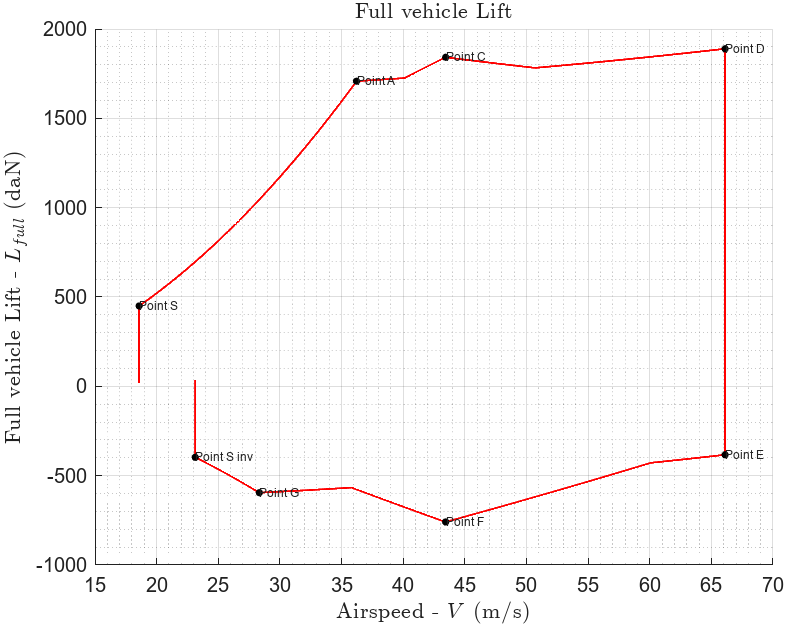 Full vehicle Lift
Full vehicle Lift - L_full (daN)
2000
1500
1000
500
0
-500
-1000
Point S
Point A
Point C
Point D
Point S inv
Point G
Point F
Point E
15 20 25 30 35 40 45 50 55 60 65 70
Airspeed - V (m/s)